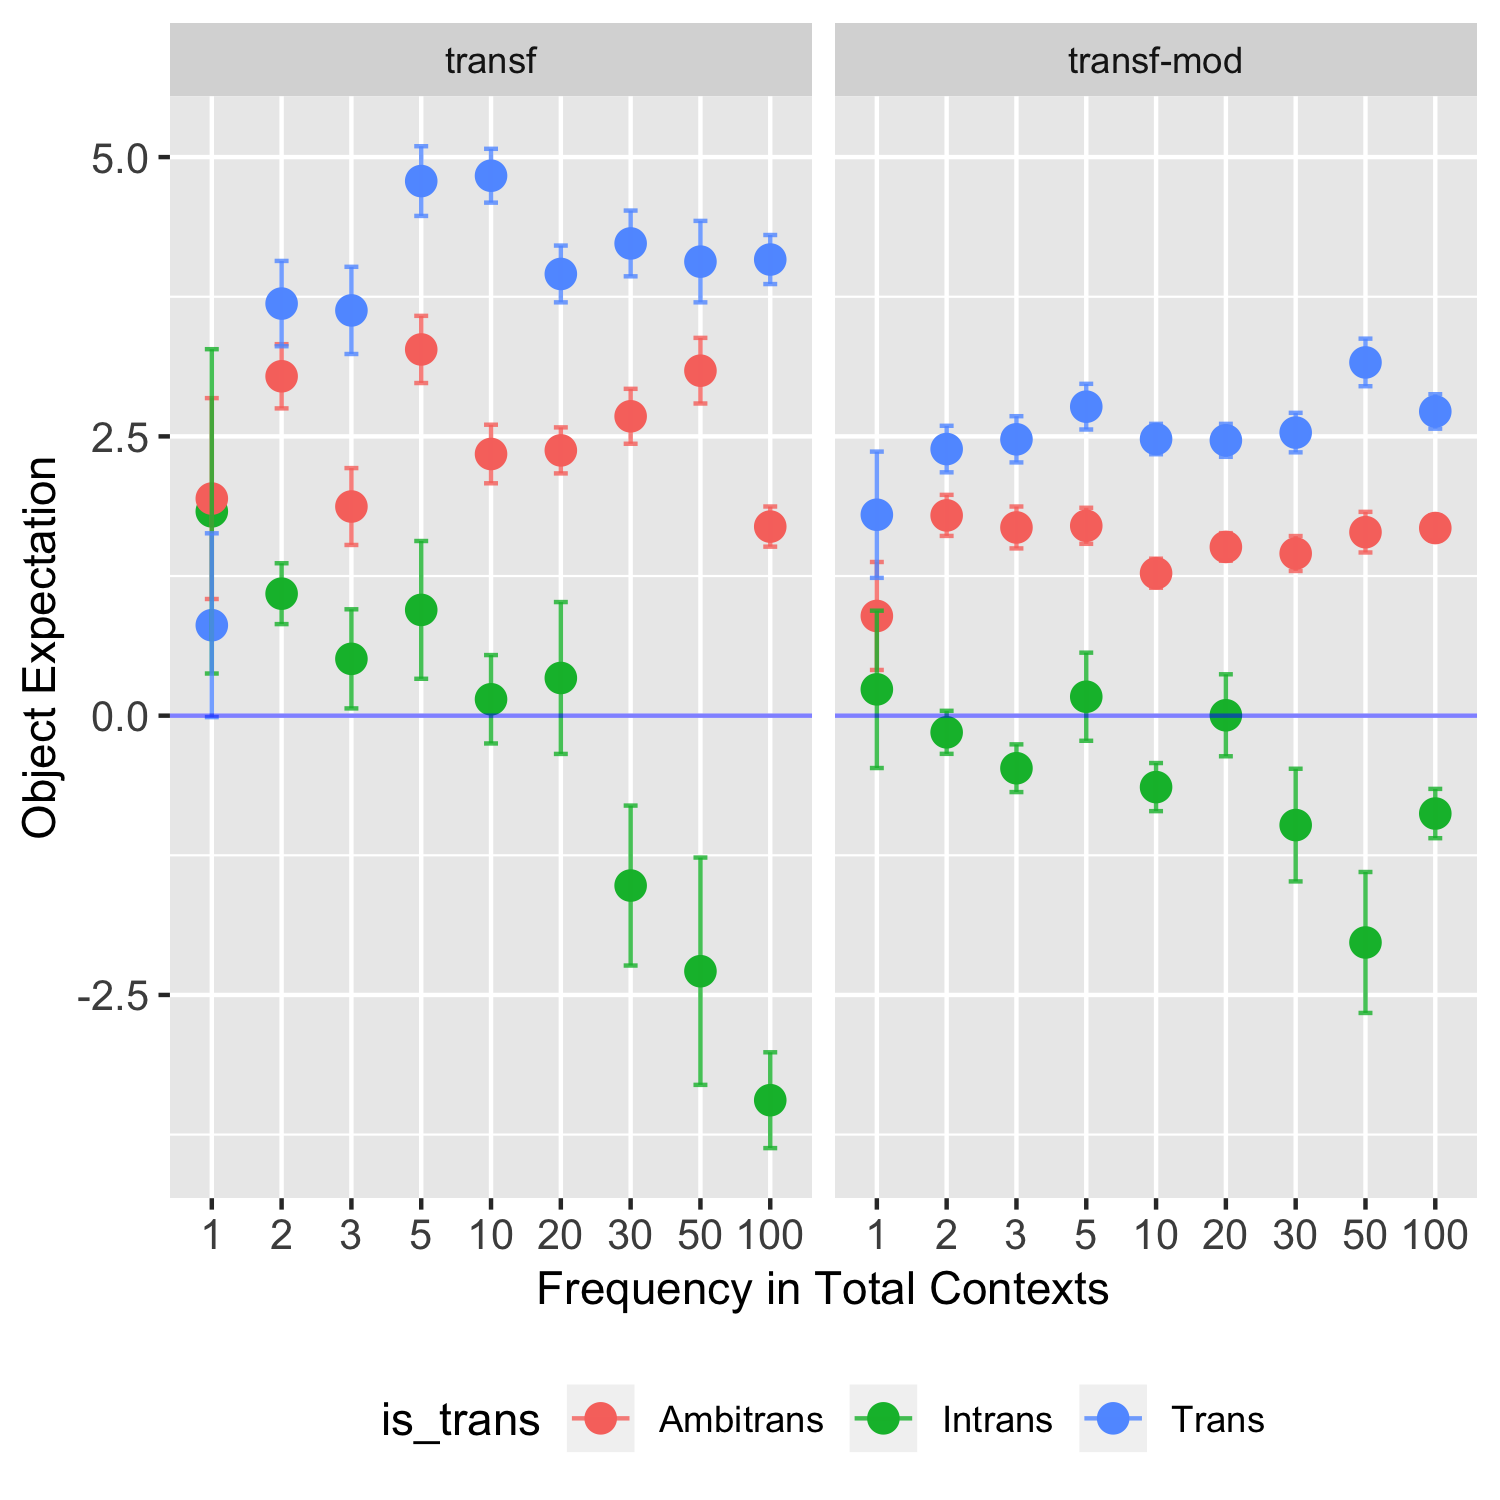 transf transf-mod
5.0
2.5
0.0
-2.5
Object Expectation
1 2 3 5 10 20 30 50 100 1 2 3 5 10 20 30 50 100
Frequency in Total Contexts
is_trans Ambitrans Intrans Trans